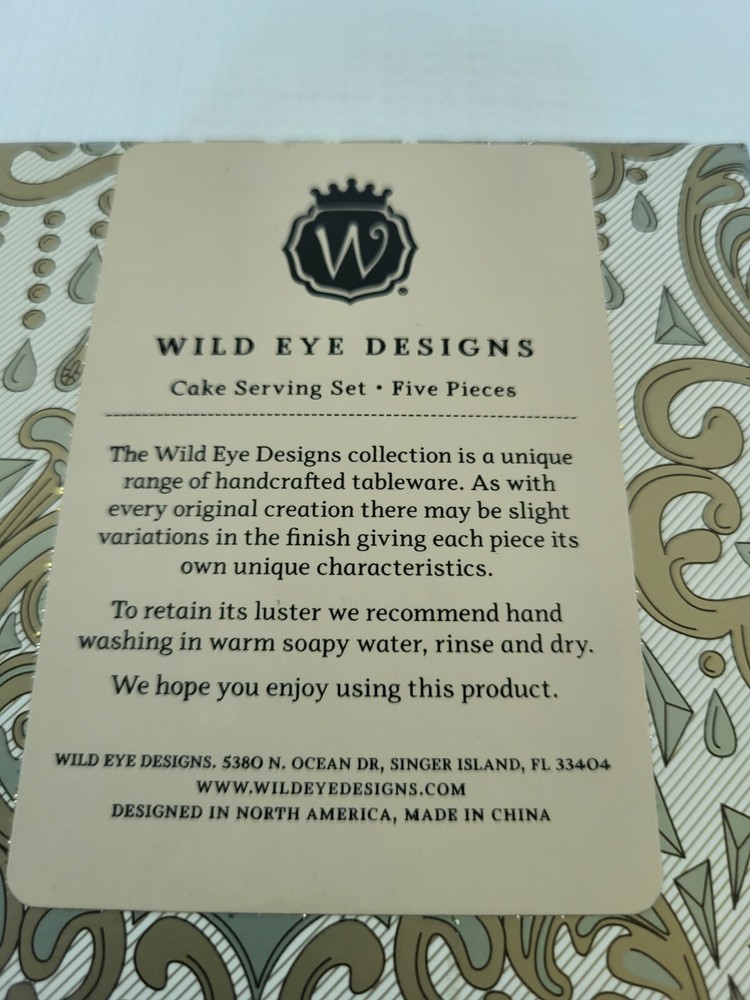 W
WILD EYE DESIGNS
Cake Serving Set • Five Pieces
The Wild Eye Designs collection is a unique
range of handcrafted tableware. As with
every original creation there may be slight
variations in the finish giving each piece its
own unique characteristics.
To retain its luster we recommend hand
washing in warm soapy water, rinse and dry.
We hope you enjoy using this product.
WILD EYE DESIGNS. 5380 N. OCEAN DR, SINGER ISLAND, FL 33404
WWW.WILDEYEDESIGNS.COM
DESIGNED IN NORTH AMERICA, MADE IN CHINA